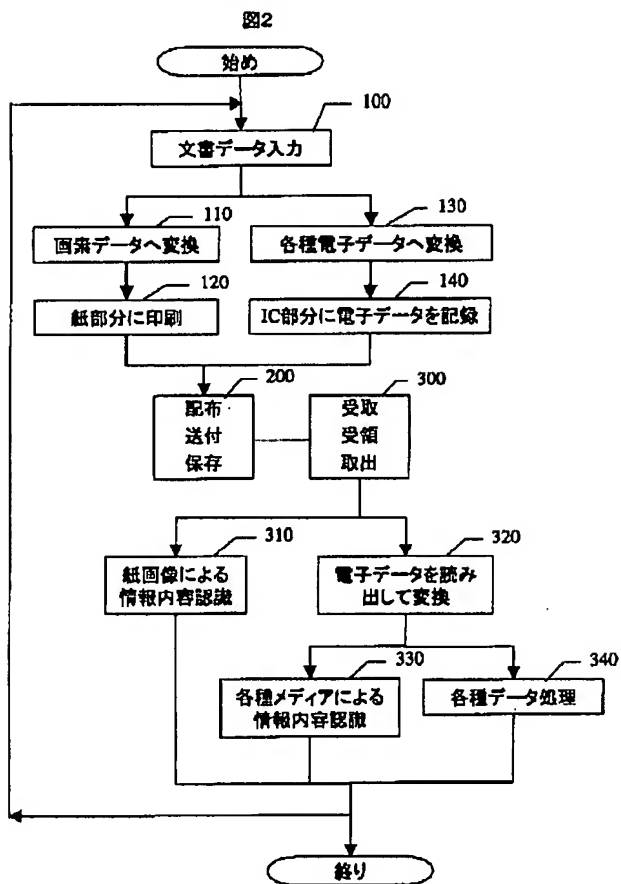 図2
始め
100
文書データ入力
110
画素データへ変換
130
各種電子データへ変換
120
紙部分に印刷
140
IC部分に電子データを記録
200
配布
送付
保存
300
受取
受領
取出
310
紙画像による
情報内容認識
320
電子データを読み
出して変換
330
各種メディアによる
情報内容認識
340
各種データ処理
終り